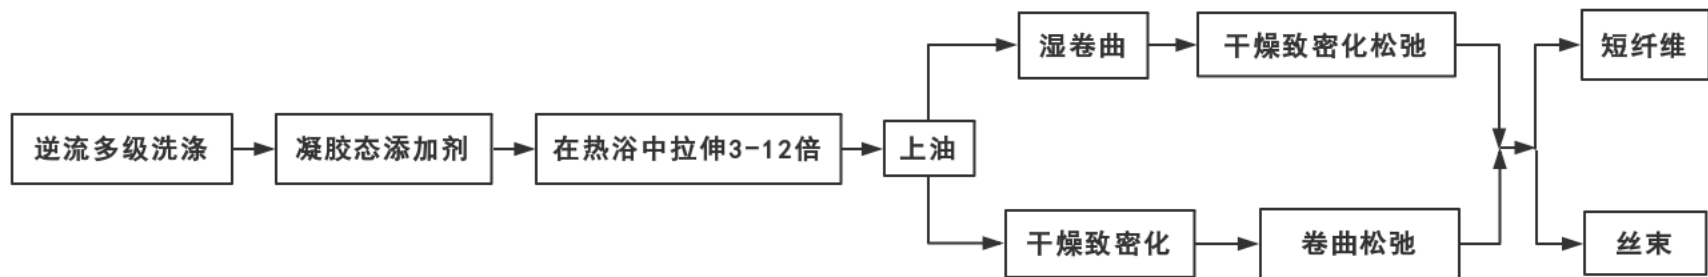 逆流多级洗涤
凝胶态添加剂
在热浴中拉伸3-12倍
上油
湿卷曲
干燥致密化松弛
干燥致密化
卷曲松弛
短纤维
丝束